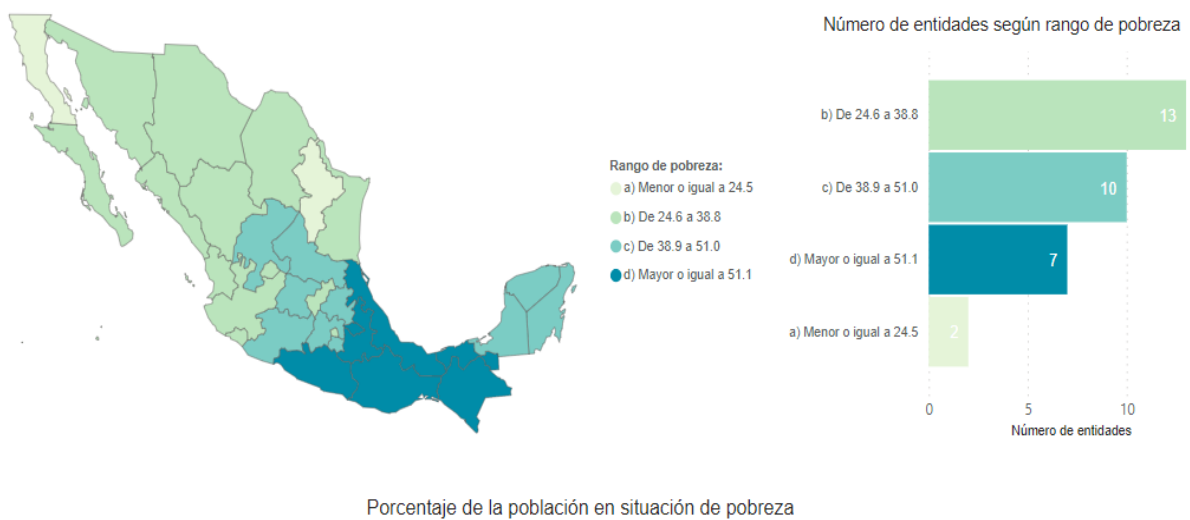 Número de entidades según rango de pobreza
Rango de pobreza:
a) Menor o igual a 24.5
b) De 24.6 a 38.8
c) De 38.9 a 51.0
d) Mayor o igual a 51.1
b) De 24.6 a 38.8
13
c) De 38.9 a 51.0
10
d) Mayor o igual a 51.1
7
a) Menor o igual a 24.5
2
0 5 10
Número de entidades
Porcentaje de la población en situación de pobreza